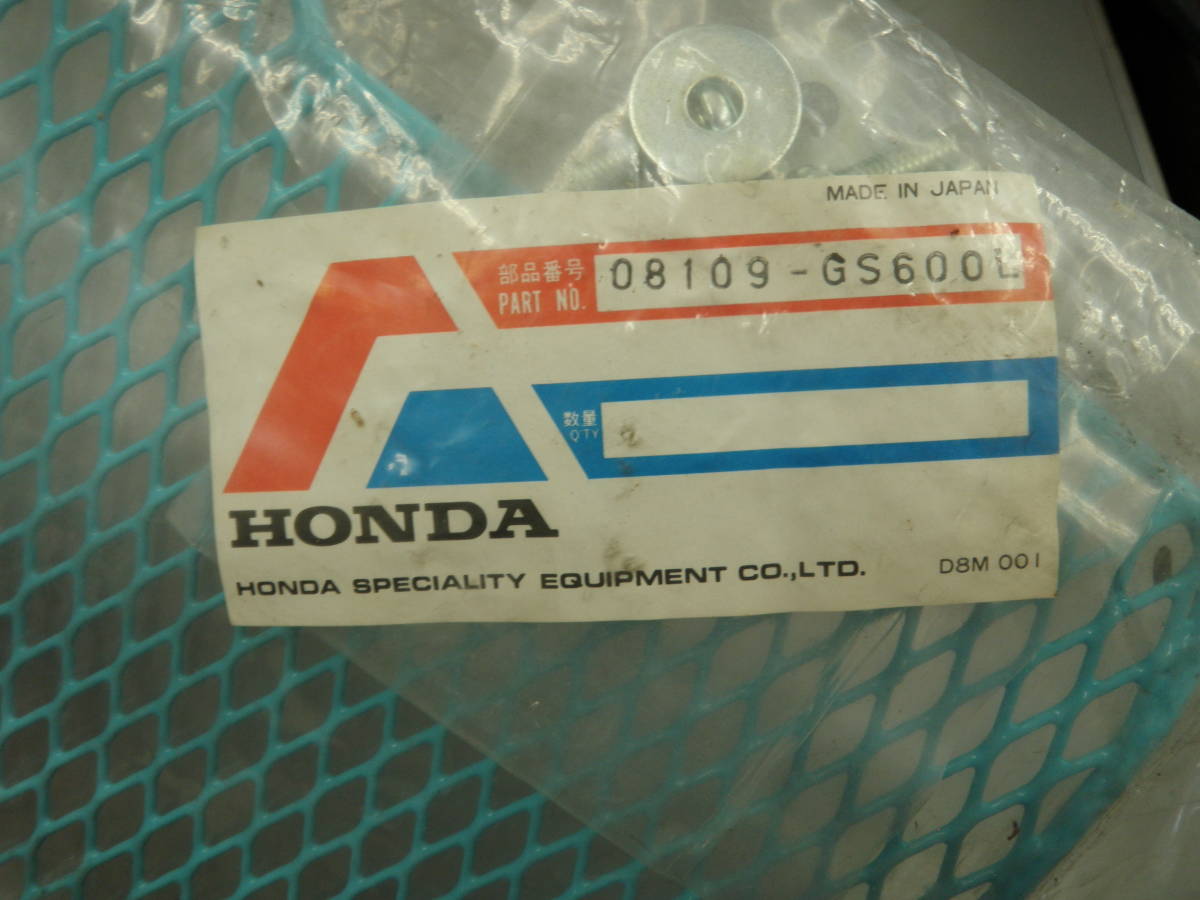 MADE IN JAPAN
部品番号
PART NO.
08109-GS600L
数量
QTY
HONDA
HONDA SPECIALITY EQUIPMENT CO.,LTD.
D8M 001